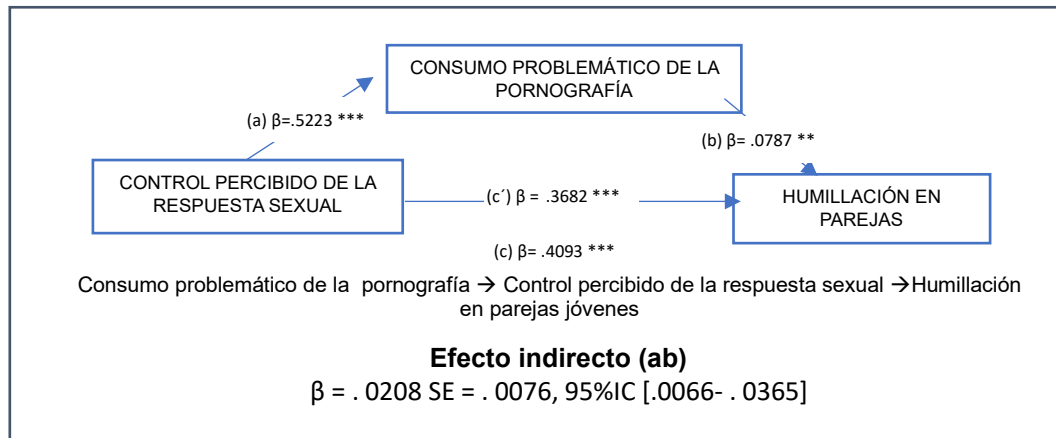 CONSUMO PROBLEMÁTICO DE LA
PORNOGRAFÍA
(a) β=.5223 ***
(b) β= .0787 **
CONTROL PERCIBIDO DE LA
RESPUESTA SEXUAL
(c´) β = .3682 ***
HUMILLACIÓN EN
PAREJAS
(c) β=.4093 ***
Consumo problemático de la pornografía → Control percibido de la respuesta sexual →Humillación
en parejas jóvenes
Efecto indirecto (ab)
β = . 0208 SE = . 0076, 95%IC [.0066- . 0365]